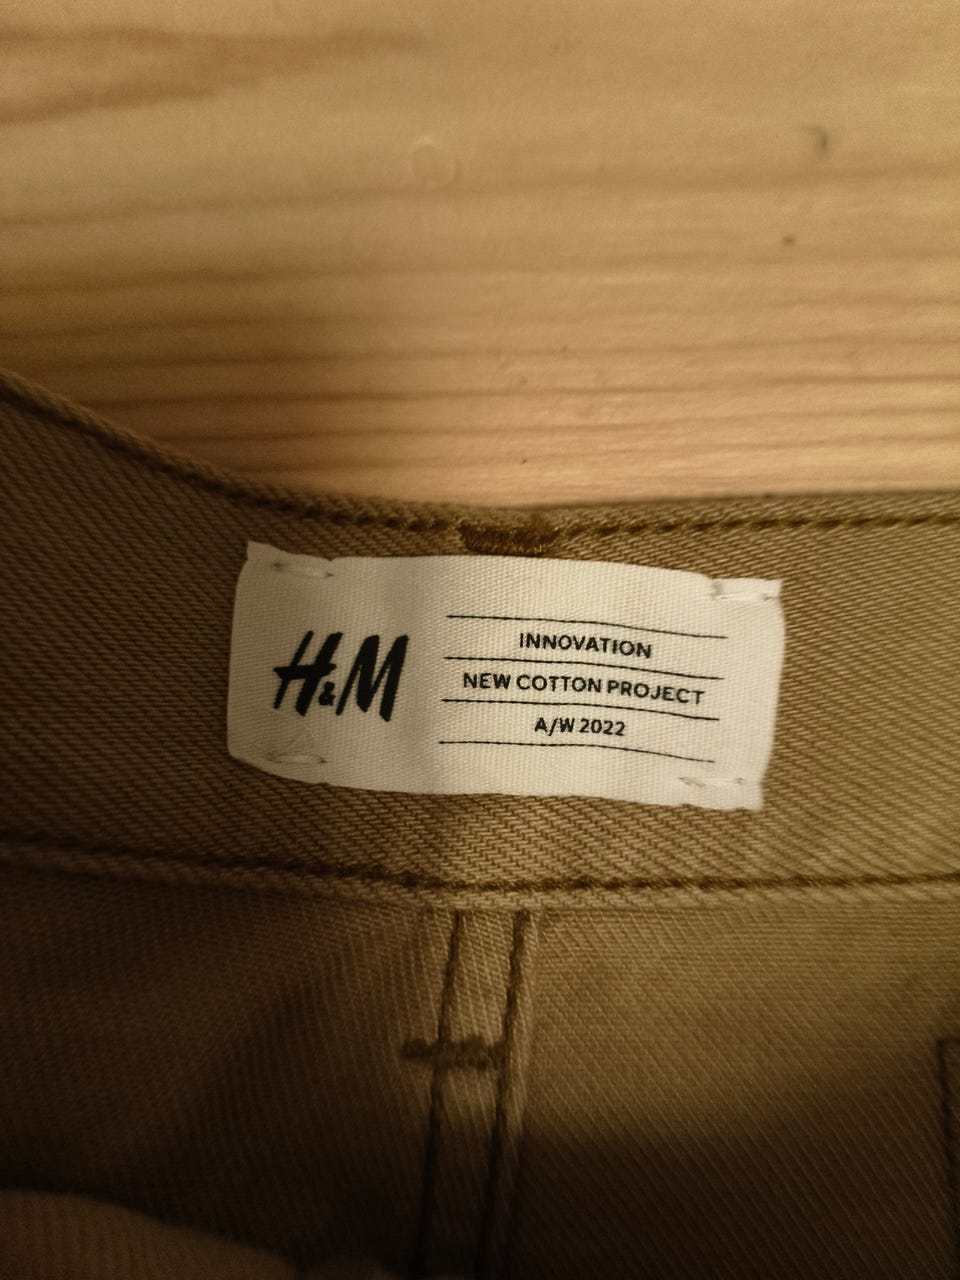 H&M
INNOVATION
NEW COTTON PROJECT
A/W 2022